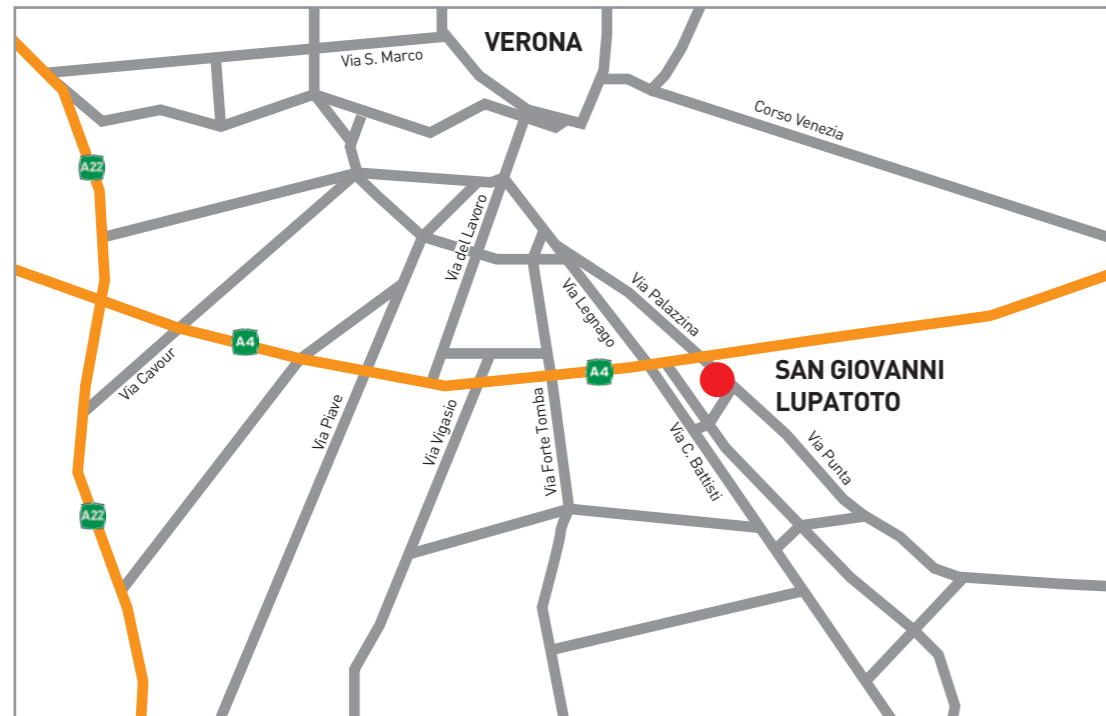 VERONA
Via S. Marco
Corso Venezia
A22
Via del Lavoro
Via Palazzina
Via Legnago
A4
Via Cavour
A4
SAN GIOVANNI
LUPATOTO
Via Piave
Via Vigasio
Via Forte Tomba
Via C. Battisti
Via Punta
A22